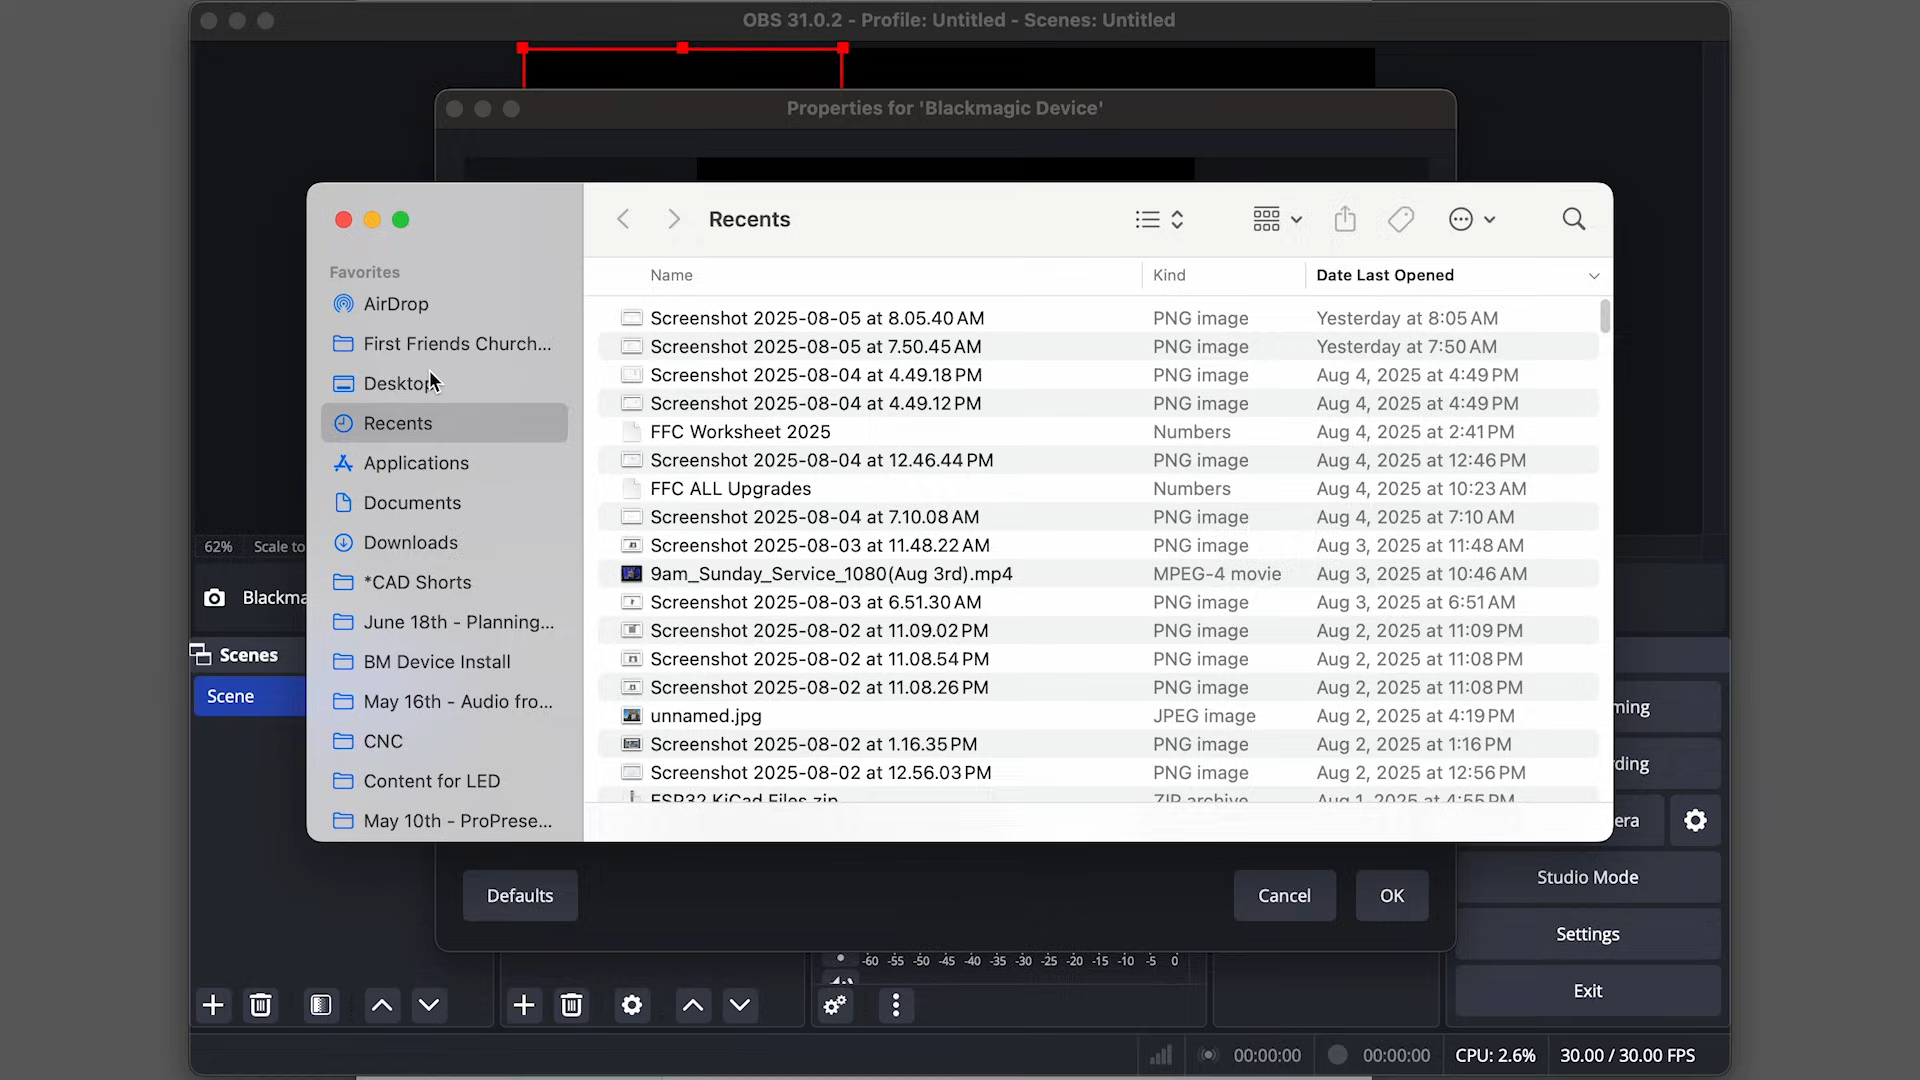 OBS 31.0.2 - Profile: Untitled - Scenes: Untitled
Properties for 'Blackmagic Device'
Recents
Favorites
AirDrop
First Friends Church...
Desktop
Recents
Applications
Documents
Downloads
*CAD Shorts
June 18th - Planning...
BM Device Install
May 16th - Audio fro...
CNC
Content for LED
May 10th - ProPrese...
Name Kind Date Last Opened
Screenshot 2025-08-05 at 8.05.40 AM PNG image Yesterday at 8:05 AM
Screenshot 2025-08-05 at 7.50.45 AM PNG image Yesterday at 7:50 AM
Screenshot 2025-08-04 at 4.49.18 PM PNG image Aug 4, 2025 at 4:49 PM
Screenshot 2025-08-04 at 4.49.12 PM PNG image Aug 4, 2025 at 4:49 PM
FFC Worksheet 2025 Numbers Aug 4, 2025 at 2:41 PM
Screenshot 2025-08-04 at 12.46.44 PM PNG image Aug 4, 2025 at 12:46 PM
FFC ALL Upgrades Numbers Aug 4, 2025 at 10:23 AM
Screenshot 2025-08-04 at 7.10.08 AM PNG image Aug 4, 2025 at 7:10 AM
Screenshot 2025-08-03 at 11.48.22 AM PNG image Aug 3, 2025 at 11:48 AM
9am_Sunday_Service_1080(Aug 3rd).mp4 MPEG-4 movie Aug 3, 2025 at 10:46 AM
Screenshot 2025-08-03 at 6.51.30 AM PNG image Aug 3, 2025 at 6:51 AM
Screenshot 2025-08-02 at 11.09.02 PM PNG image Aug 2, 2025 at 11:09 PM
Screenshot 2025-08-02 at 11.08.54 PM PNG image Aug 2, 2025 at 11:08 PM
Screenshot 2025-08-02 at 11.08.26 PM PNG image Aug 2, 2025 at 11:08 PM
unnamed.jpg JPEG image Aug 2, 2025 at 4:19 PM
Screenshot 2025-08-02 at 1.16.35 PM PNG image Aug 2, 2025 at 1:16 PM
Screenshot 2025-08-02 at 12.56.03 PM PNG image Aug 2, 2025 at 12:56 PM
ESP32 KiCad Files.zip ZIP archive Aug 1, 2025 at 4:55 PM
62% Scale to
Blackma
Scenes
Scene
ming
ding
era
Studio Mode
Settings
Exit
Defaults Cancel OK
-60 -55 -50 -45 -40 -35 -30 -25 -20 -15 -10 -5 0
00:00:00 00:00:00 CPU: 2.6% 30.00 / 30.00 FPS